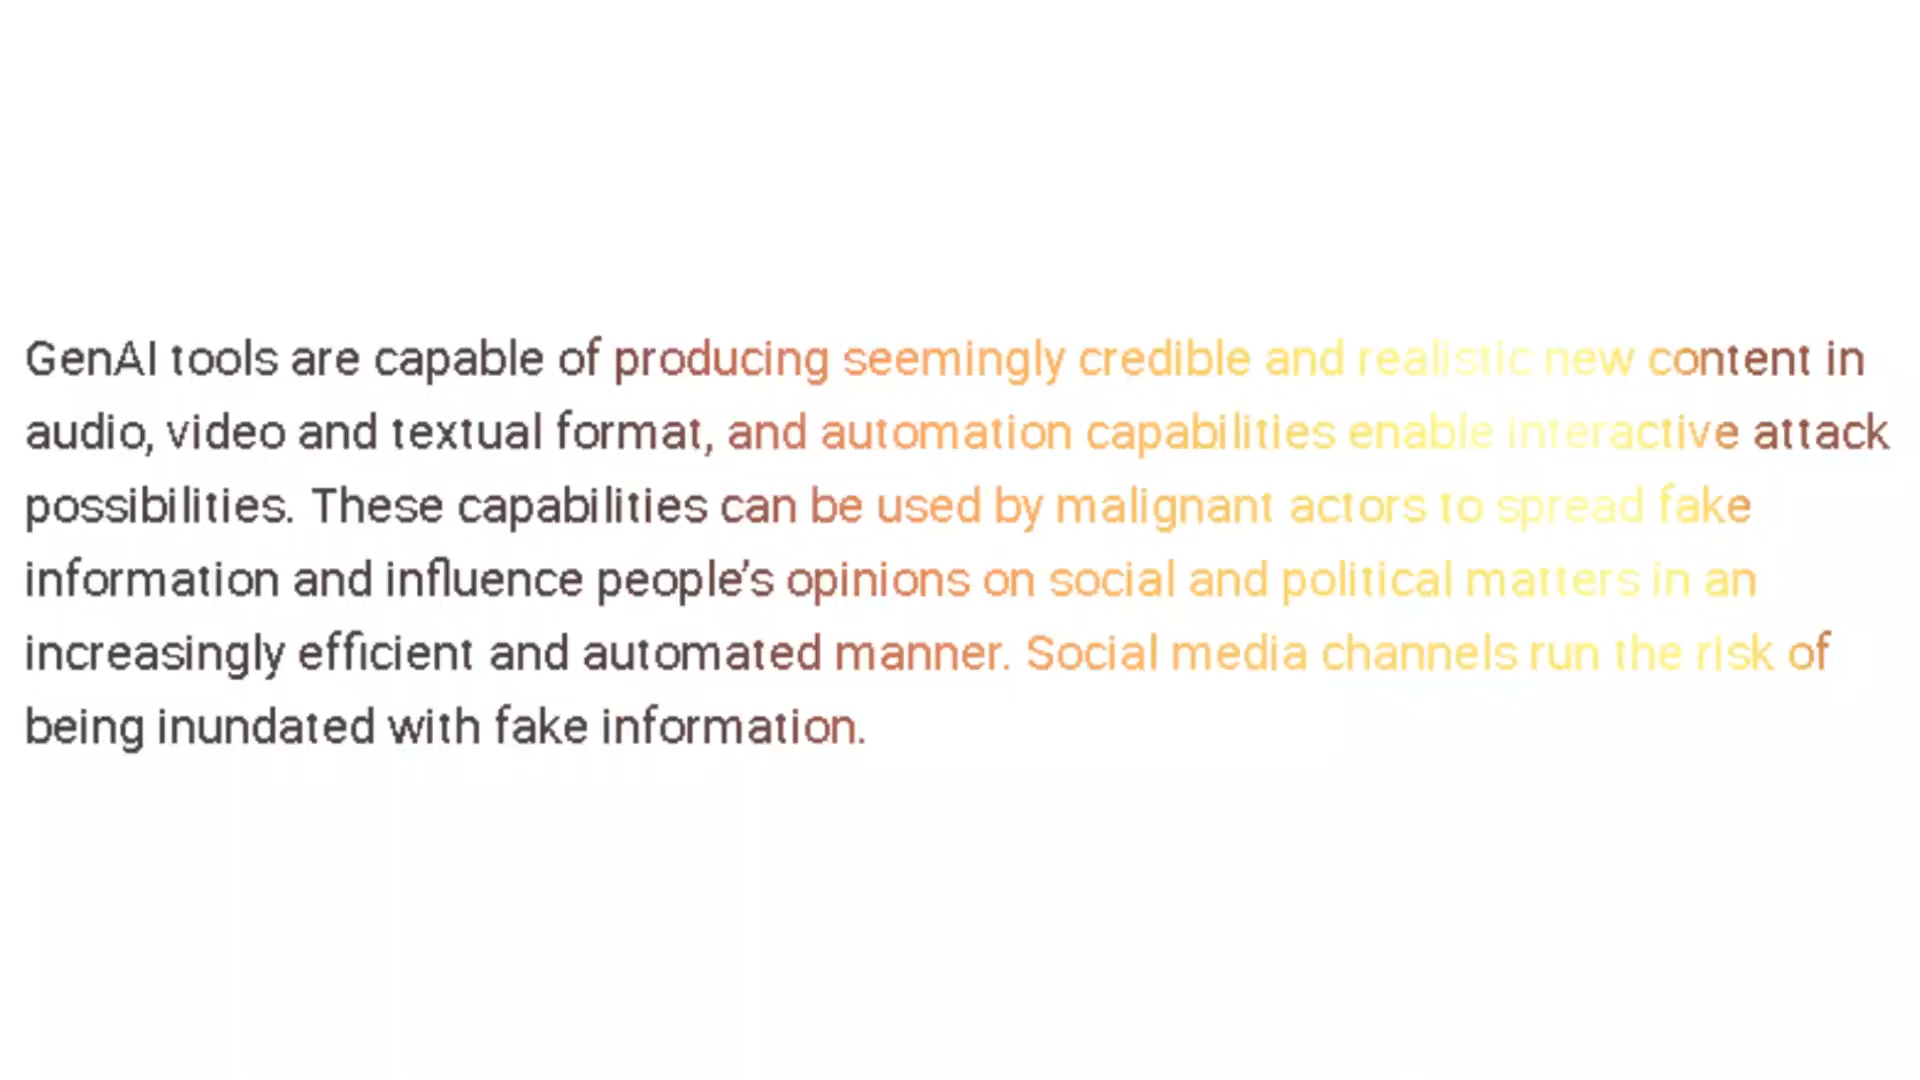 GenAI tools are capable of producing seemingly credible and realistic new content in
audio, video and textual format, and automation capabilities enable interactive attack
possibilities. These capabilities can be used by malignant actors to spread fake
information and influence people’s opinions on social and political matters in an
increasingly efficient and automated manner. Social media channels run the risk of
being inundated with fake information.